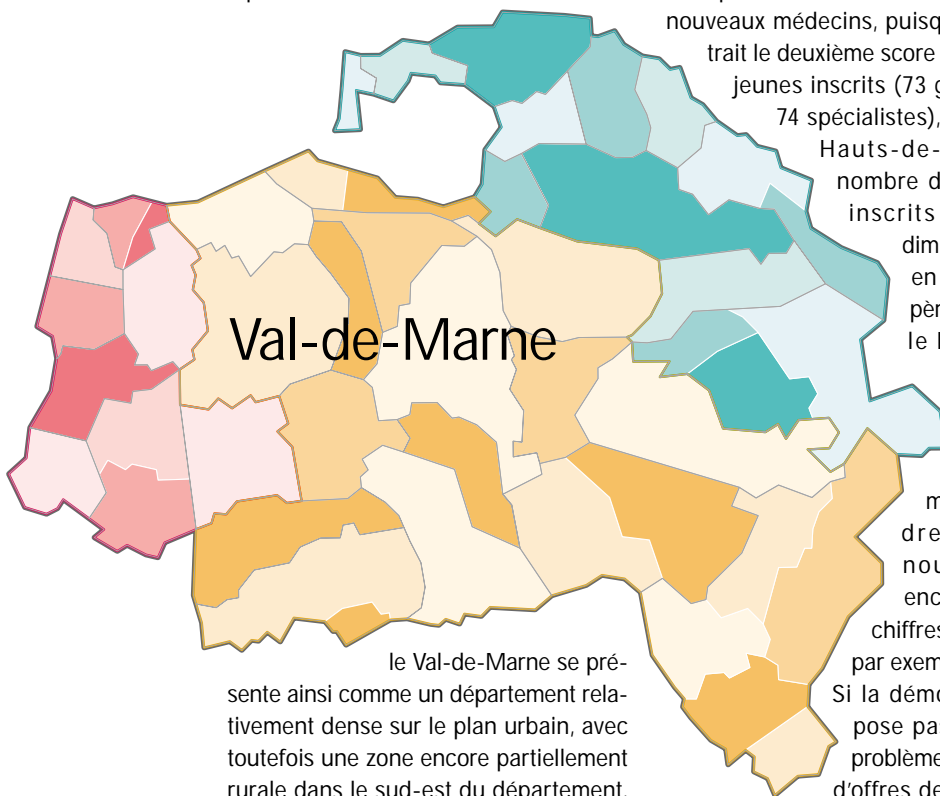 nouveaux médecins, puisq
trait le deuxième score
jeunes inscrits (73 g
74 spécialistes),
Hauts-de-
nombre d
inscrits
dim
en
pèr
le
Val-de-Marne
m
dre
nou
enc
chiffres
par exem
le Val-de-Marne se pré-
sente ainsi comme un département rela-
tivement dense sur le plan urbain, avec
toutefois une zone encore partiellement
rurale dans le sud-est du département.
Si la démo
pose pas
problème
d'offres de